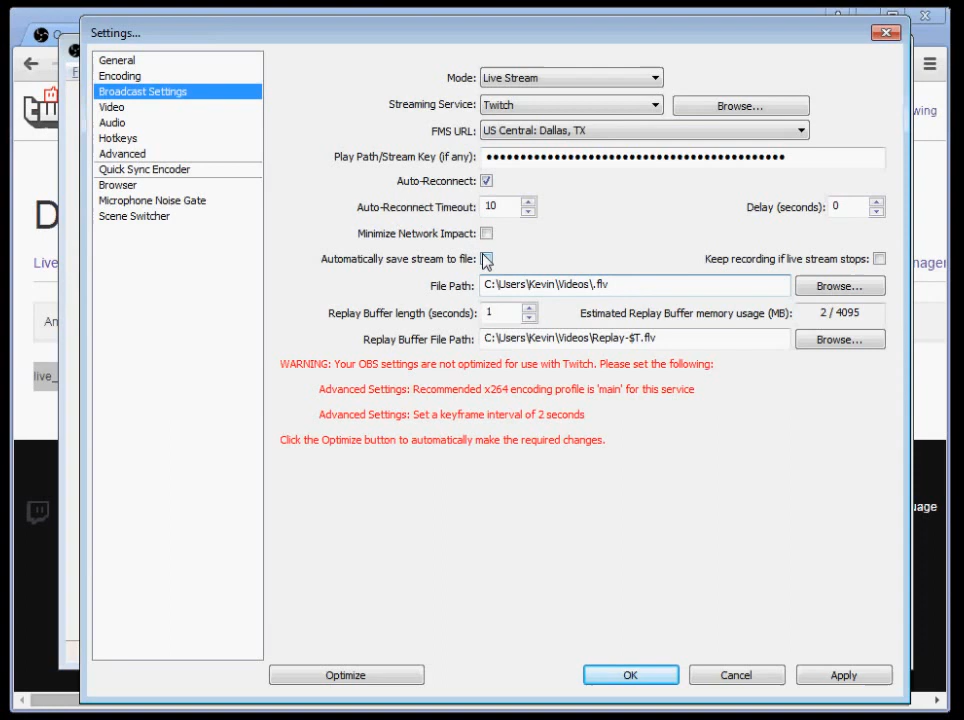 Settings...
General
Encoding
Broadcast Settings
Video
Audio
Hotkeys
Advanced
Quick Sync Encoder
Browser
Microphone Noise Gate
Scene Switcher
Mode: Live Stream
Streaming Service: Twitch Browse...
FMS URL: US Central: Dallas, TX
Play Path/Stream Key (if any): ••••••••••••••••••••••••••••••••••••••••••••
Auto-Reconnect:
Auto-Reconnect Timeout: 10 Delay (seconds): 0
Minimize Network Impact:
Automatically save stream to file: Keep recording if live stream stops:
File Path: C:\Users\Kevin\Videos\.flv Browse...
Replay Buffer length (seconds): 1 Estimated Replay Buffer memory usage (MB): 2 / 4095
Replay Buffer File Path: C:\Users\Kevin\Videos\Replay-$T.flv Browse...
WARNING: Your OBS settings are not optimized for use with Twitch. Please set the following:
Advanced Settings: Recommended x264 encoding profile is 'main' for this service
Advanced Settings: Set a keyframe interval of 2 seconds
Click the Optimize button to automatically make the required changes.
Optimize OK Cancel Apply
D
Live
An
live_
wing
nager
uage